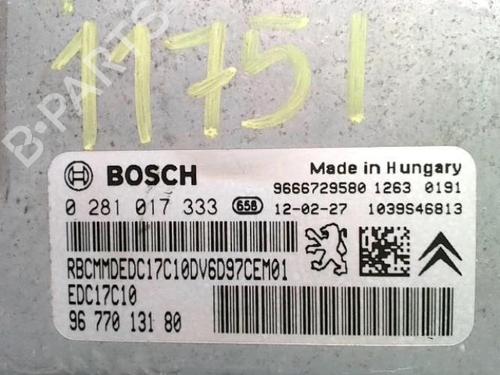 11751
B-PARTS
BOSCH
Made in Hungary
9666729580 1263 0191
0 281 017 333 658 12-02-27 1039S46813
RBCMMDEDC17C10DV6D97CEM01
EDC17C10
96 770 131 80